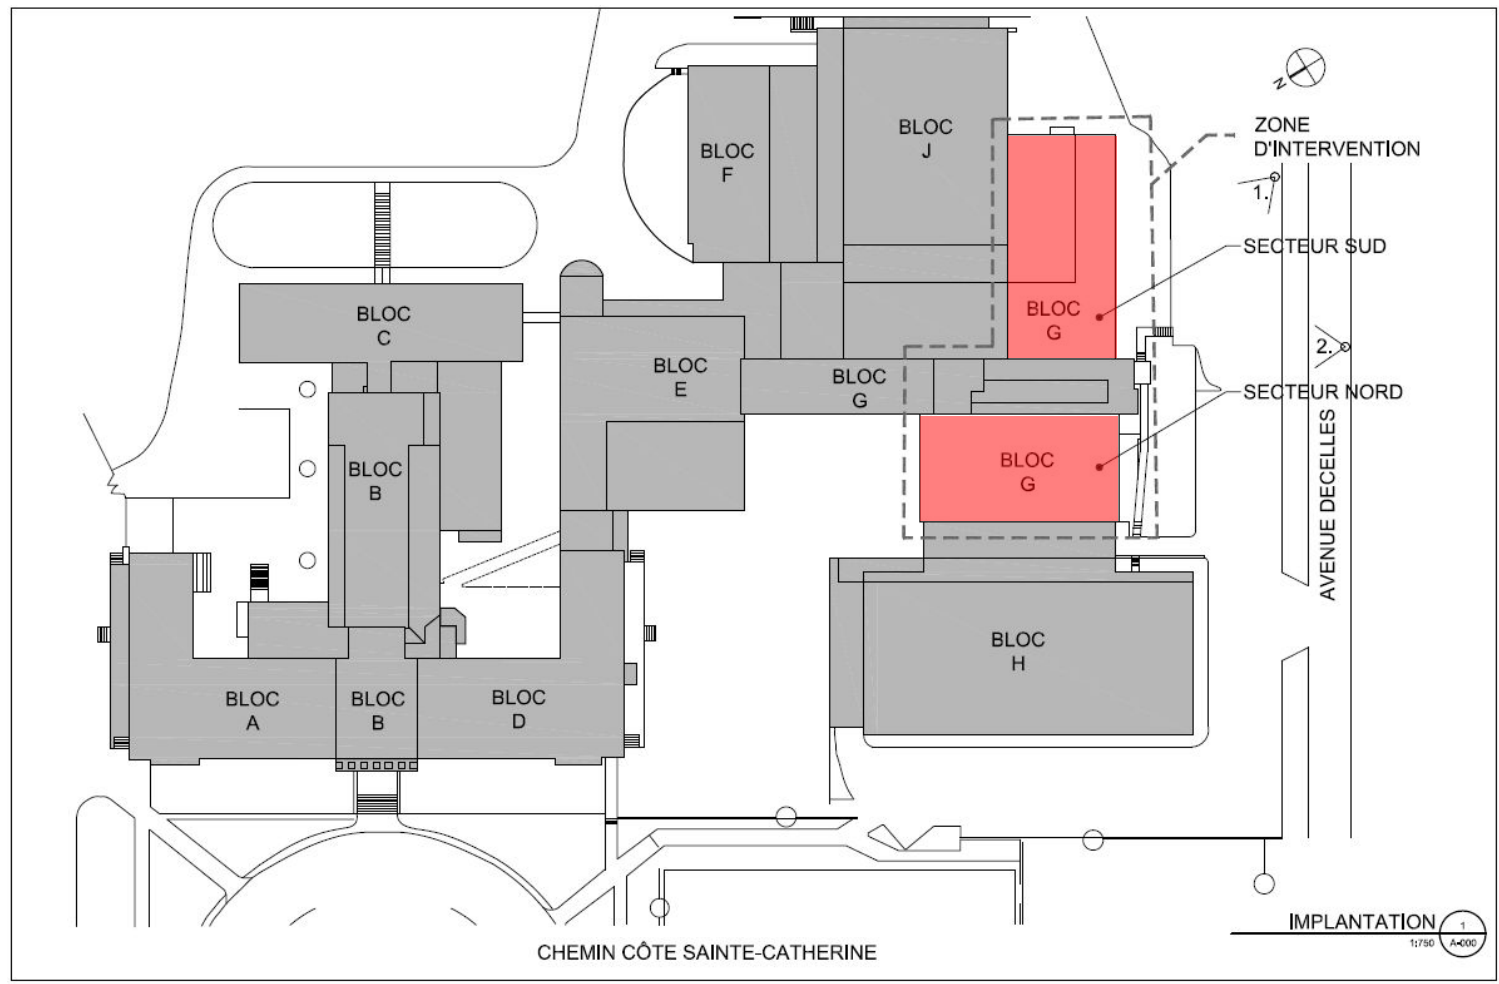 BLOC
J
BLOC
F
N
ZONE
D'INTERVENTION
1.
SECTEUR SUD
BLOC
C
BLOC
G
2.
BLOC
E
BLOC
G
SECTEUR NORD
BLOC
B
BLOC
G
AVENUE DECELLES
BLOC
H
BLOC
A
BLOC
B
BLOC
D
IMPLANTATION
1:750
1
A-000
CHEMIN CÔTE SAINTE-CATHERINE